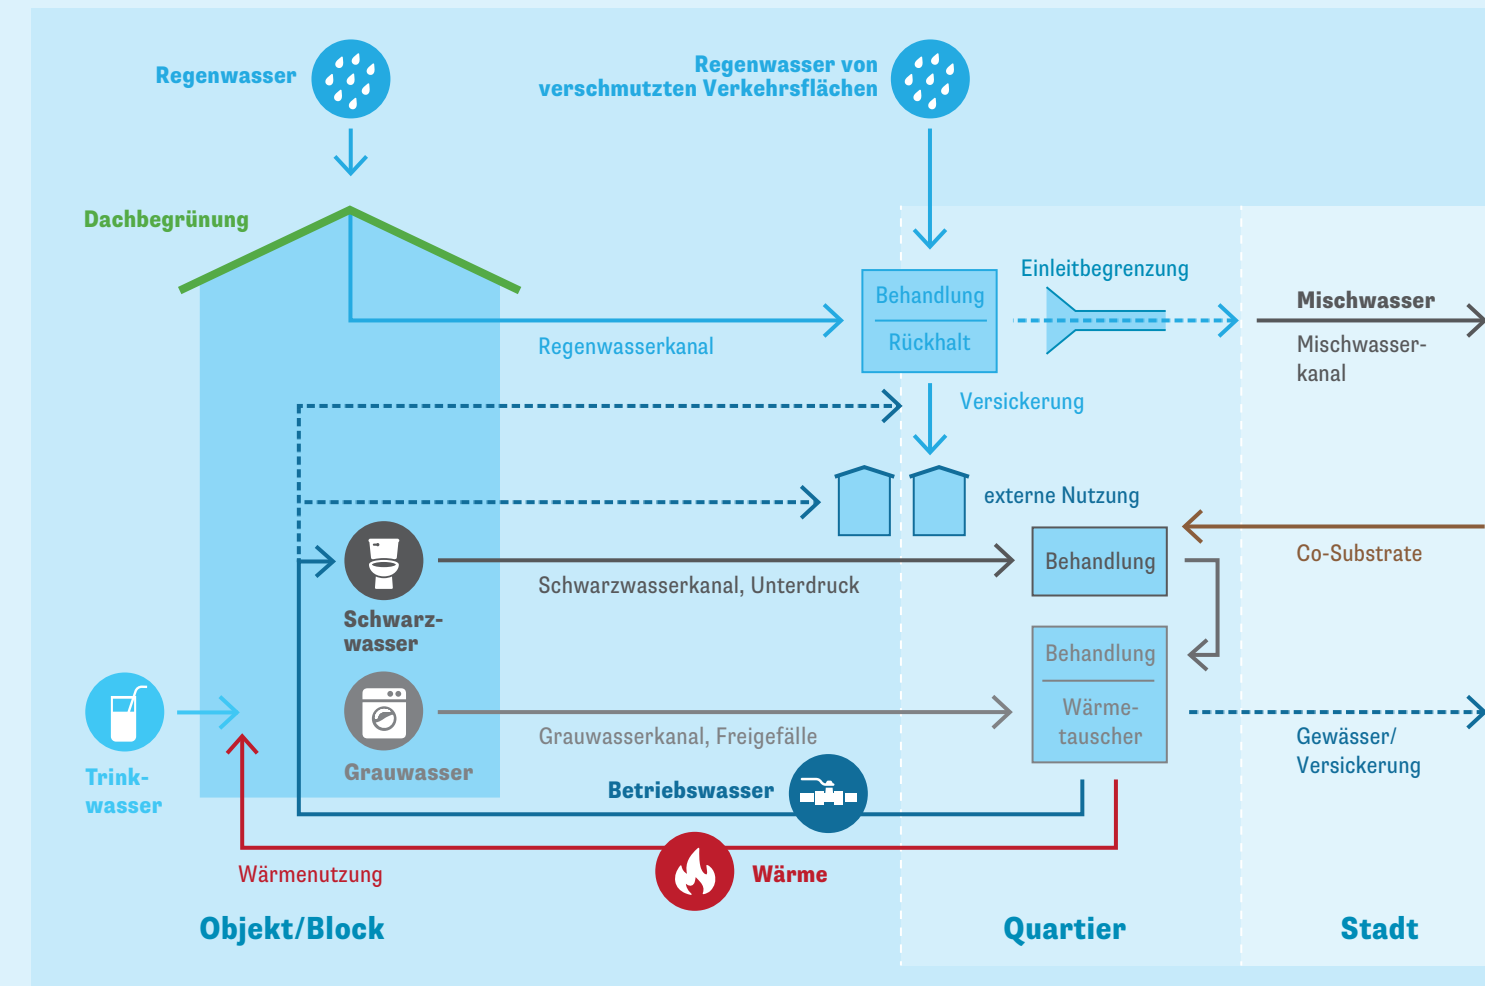 Regenwasser
Regenwasser von
verschmutzten Verkehrsflächen
Dachbegrünung
Einleitbegrenzung
Behandlung
Rückhalt
Mischwasser
Mischwasser-
kanal
Regenwasserkanal
Versickerung
externe Nutzung
Behandlung
Co-Substrate
Schwarzwasserkanal, Unterdruck
Schwarz-
wasser
Behandlung
Wärme-
tauscher
Grauwasserkanal, Freigefälle
Gewässer/
Versickerung
Grauwasser
Trink-
wasser
Betriebswasser
Wärmenutzung
Wärme
Objekt/Block
Quartier
Stadt